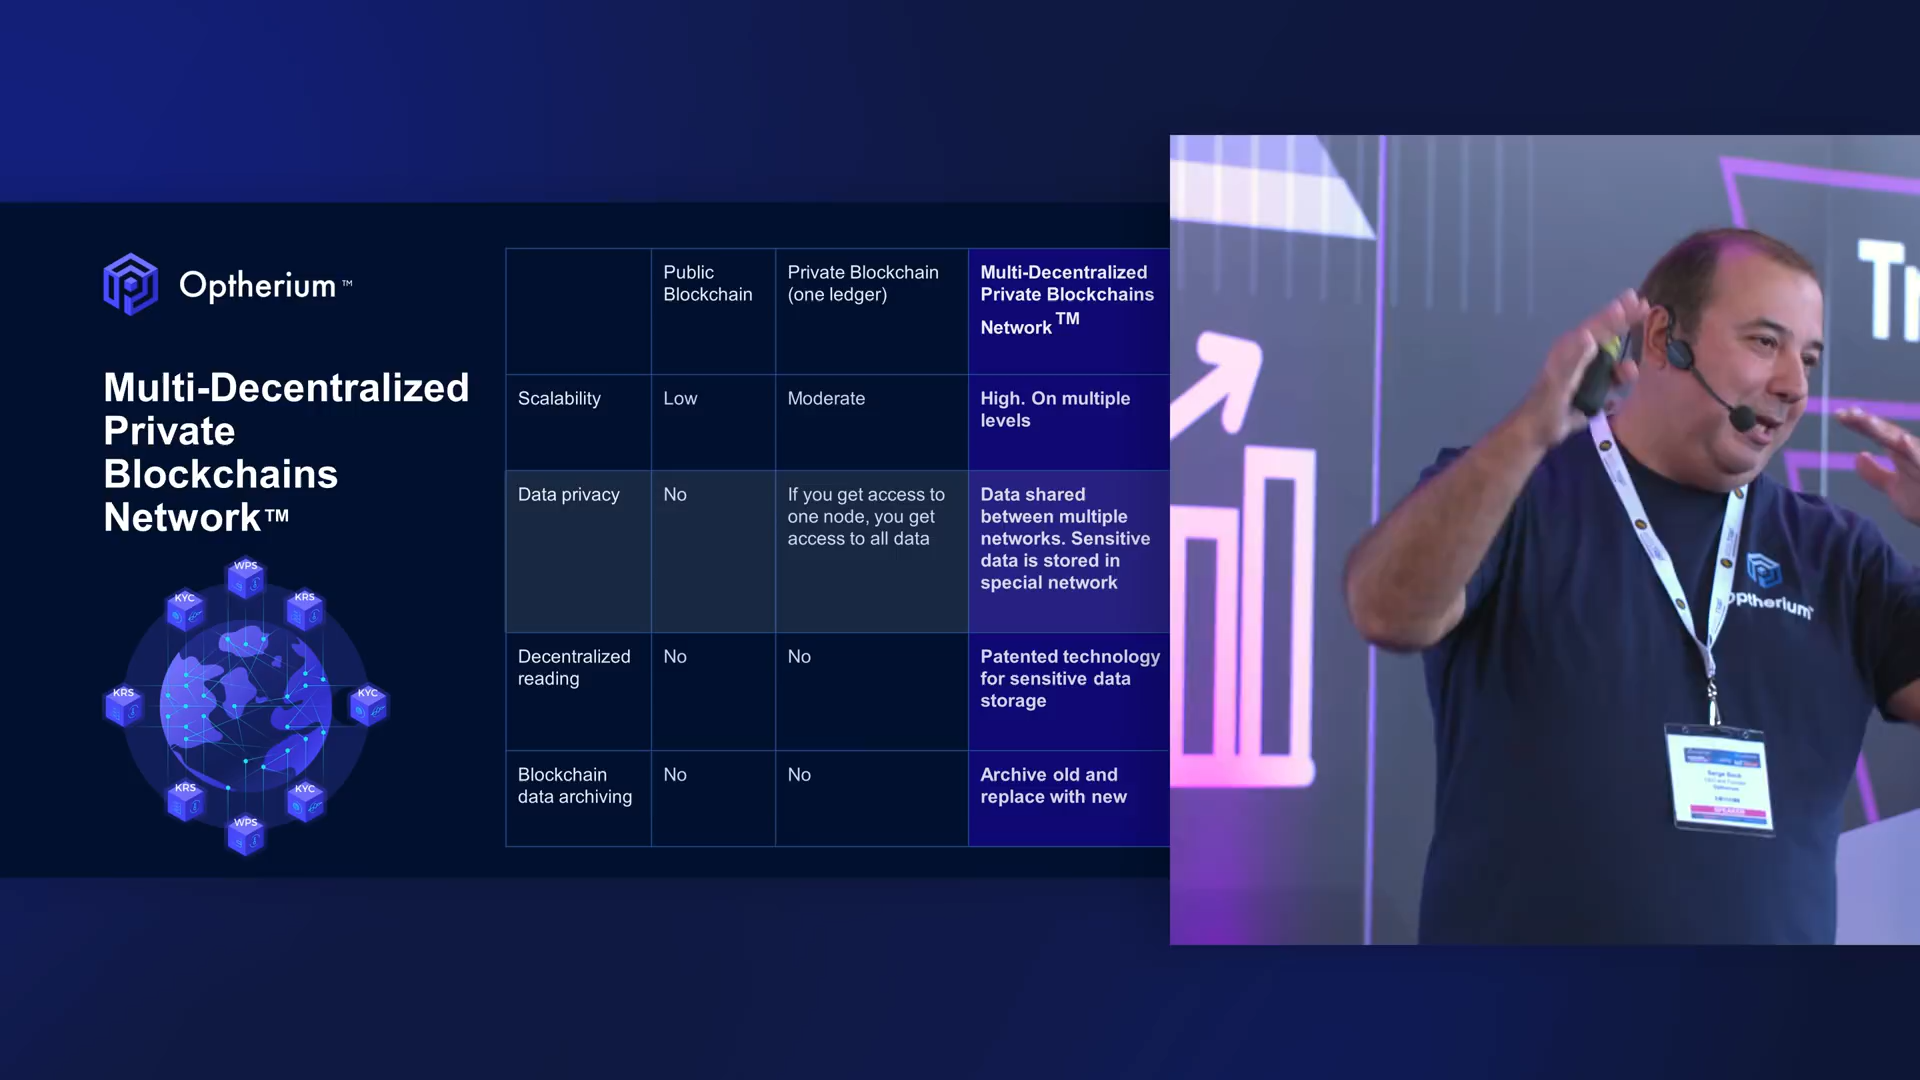 Optherium™
Multi-Decentralized
Private
Blockchains
Network™
WPS
KYC
KRS
KRS
KYC
KRS
KYC
WPS
Public
Blockchain
Private Blockchain
(one ledger)
Multi-Decentralized
Private Blockchains
Network™
Scalability
Low
Moderate
High. On multiple
levels
Data privacy
No
If you get access to
one node, you get
access to all data
Data shared
between multiple
networks. Sensitive
data is stored in
special network
Decentralized
reading
No
No
Patented technology
for sensitive data
storage
Blockchain
data archiving
No
No
Archive old and
replace with new
Tr
Optherium
SPEAKER